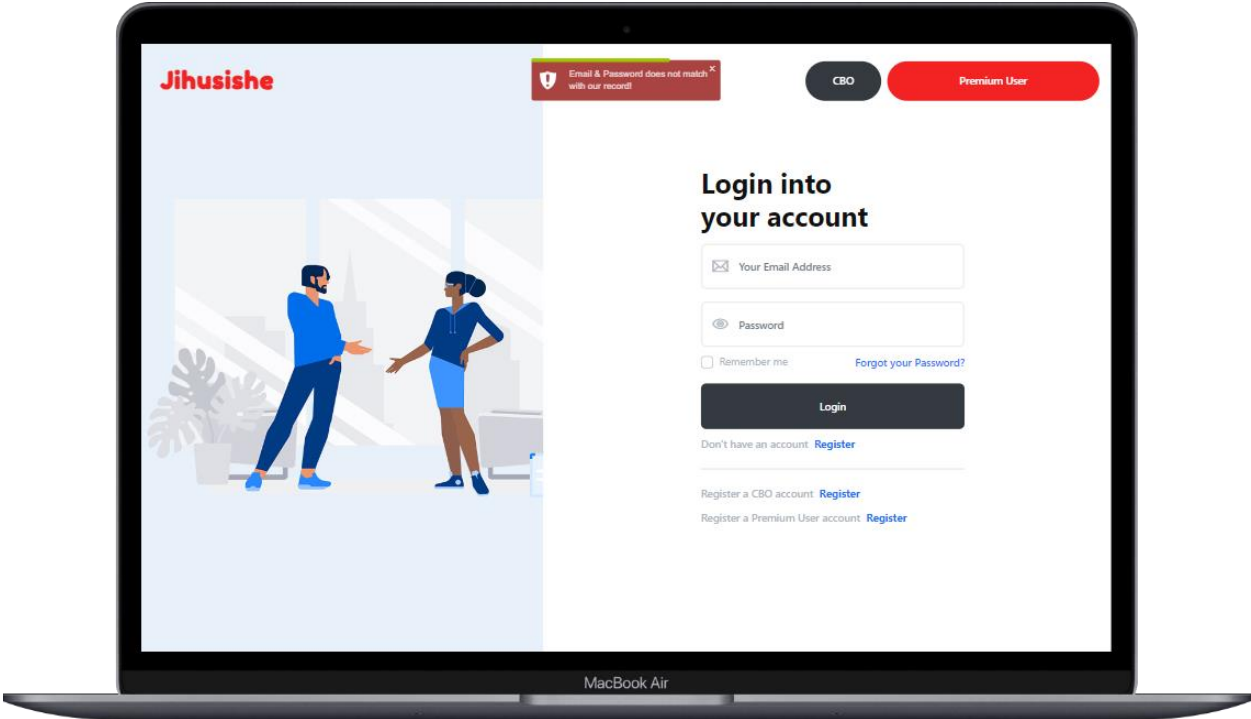 Jihusishe
Email & Password does not match
with our record!
×
CBO
Premium User
Login into
your account
Your Email Address
Password
Remember me
Forgot your Password?
Login
Don't have an account Register
Register a CBO account Register
Register a Premium User account Register
MacBook Air